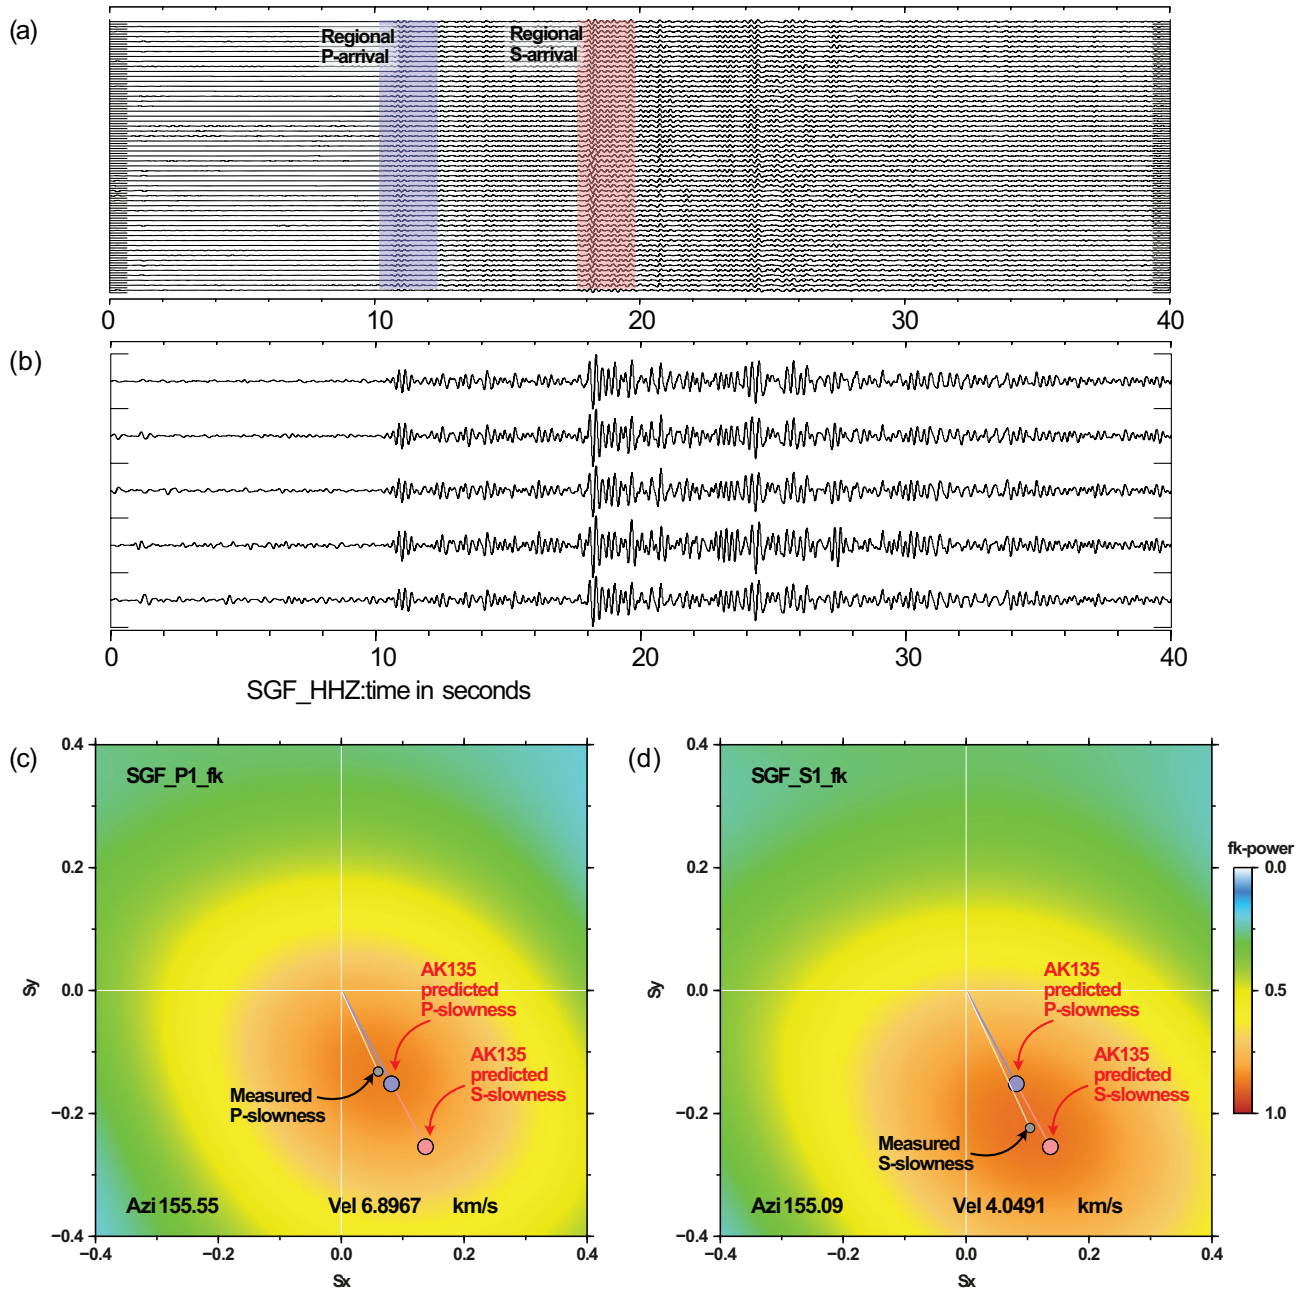 (a)
Regional
P-arrival
Regional
S-arrival
0 10 20 30 40
(b)
0 10 20 30 40
SGF_HHZ:time in seconds
(c)
SGF_P1_fk
0.4
0.2
0.0
−0.2
−0.4
Sy
AK135
predicted
P-slowness
AK135
predicted
S-slowness
Measured
P-slowness
Azi 155.55 Vel 6.8967 km/s
−0.4 −0.2 0.0 0.2 0.4
Sx
(d)
SGF_S1_fk
0.4
0.2
0.0
−0.2
−0.4
Sy
AK135
predicted
P-slowness
AK135
predicted
S-slowness
Measured
S-slowness
Azi 155.09 Vel 4.0491 km/s
−0.4 −0.2 0.0 0.2 0.4
Sx
fk-power
0.0
0.5
1.0